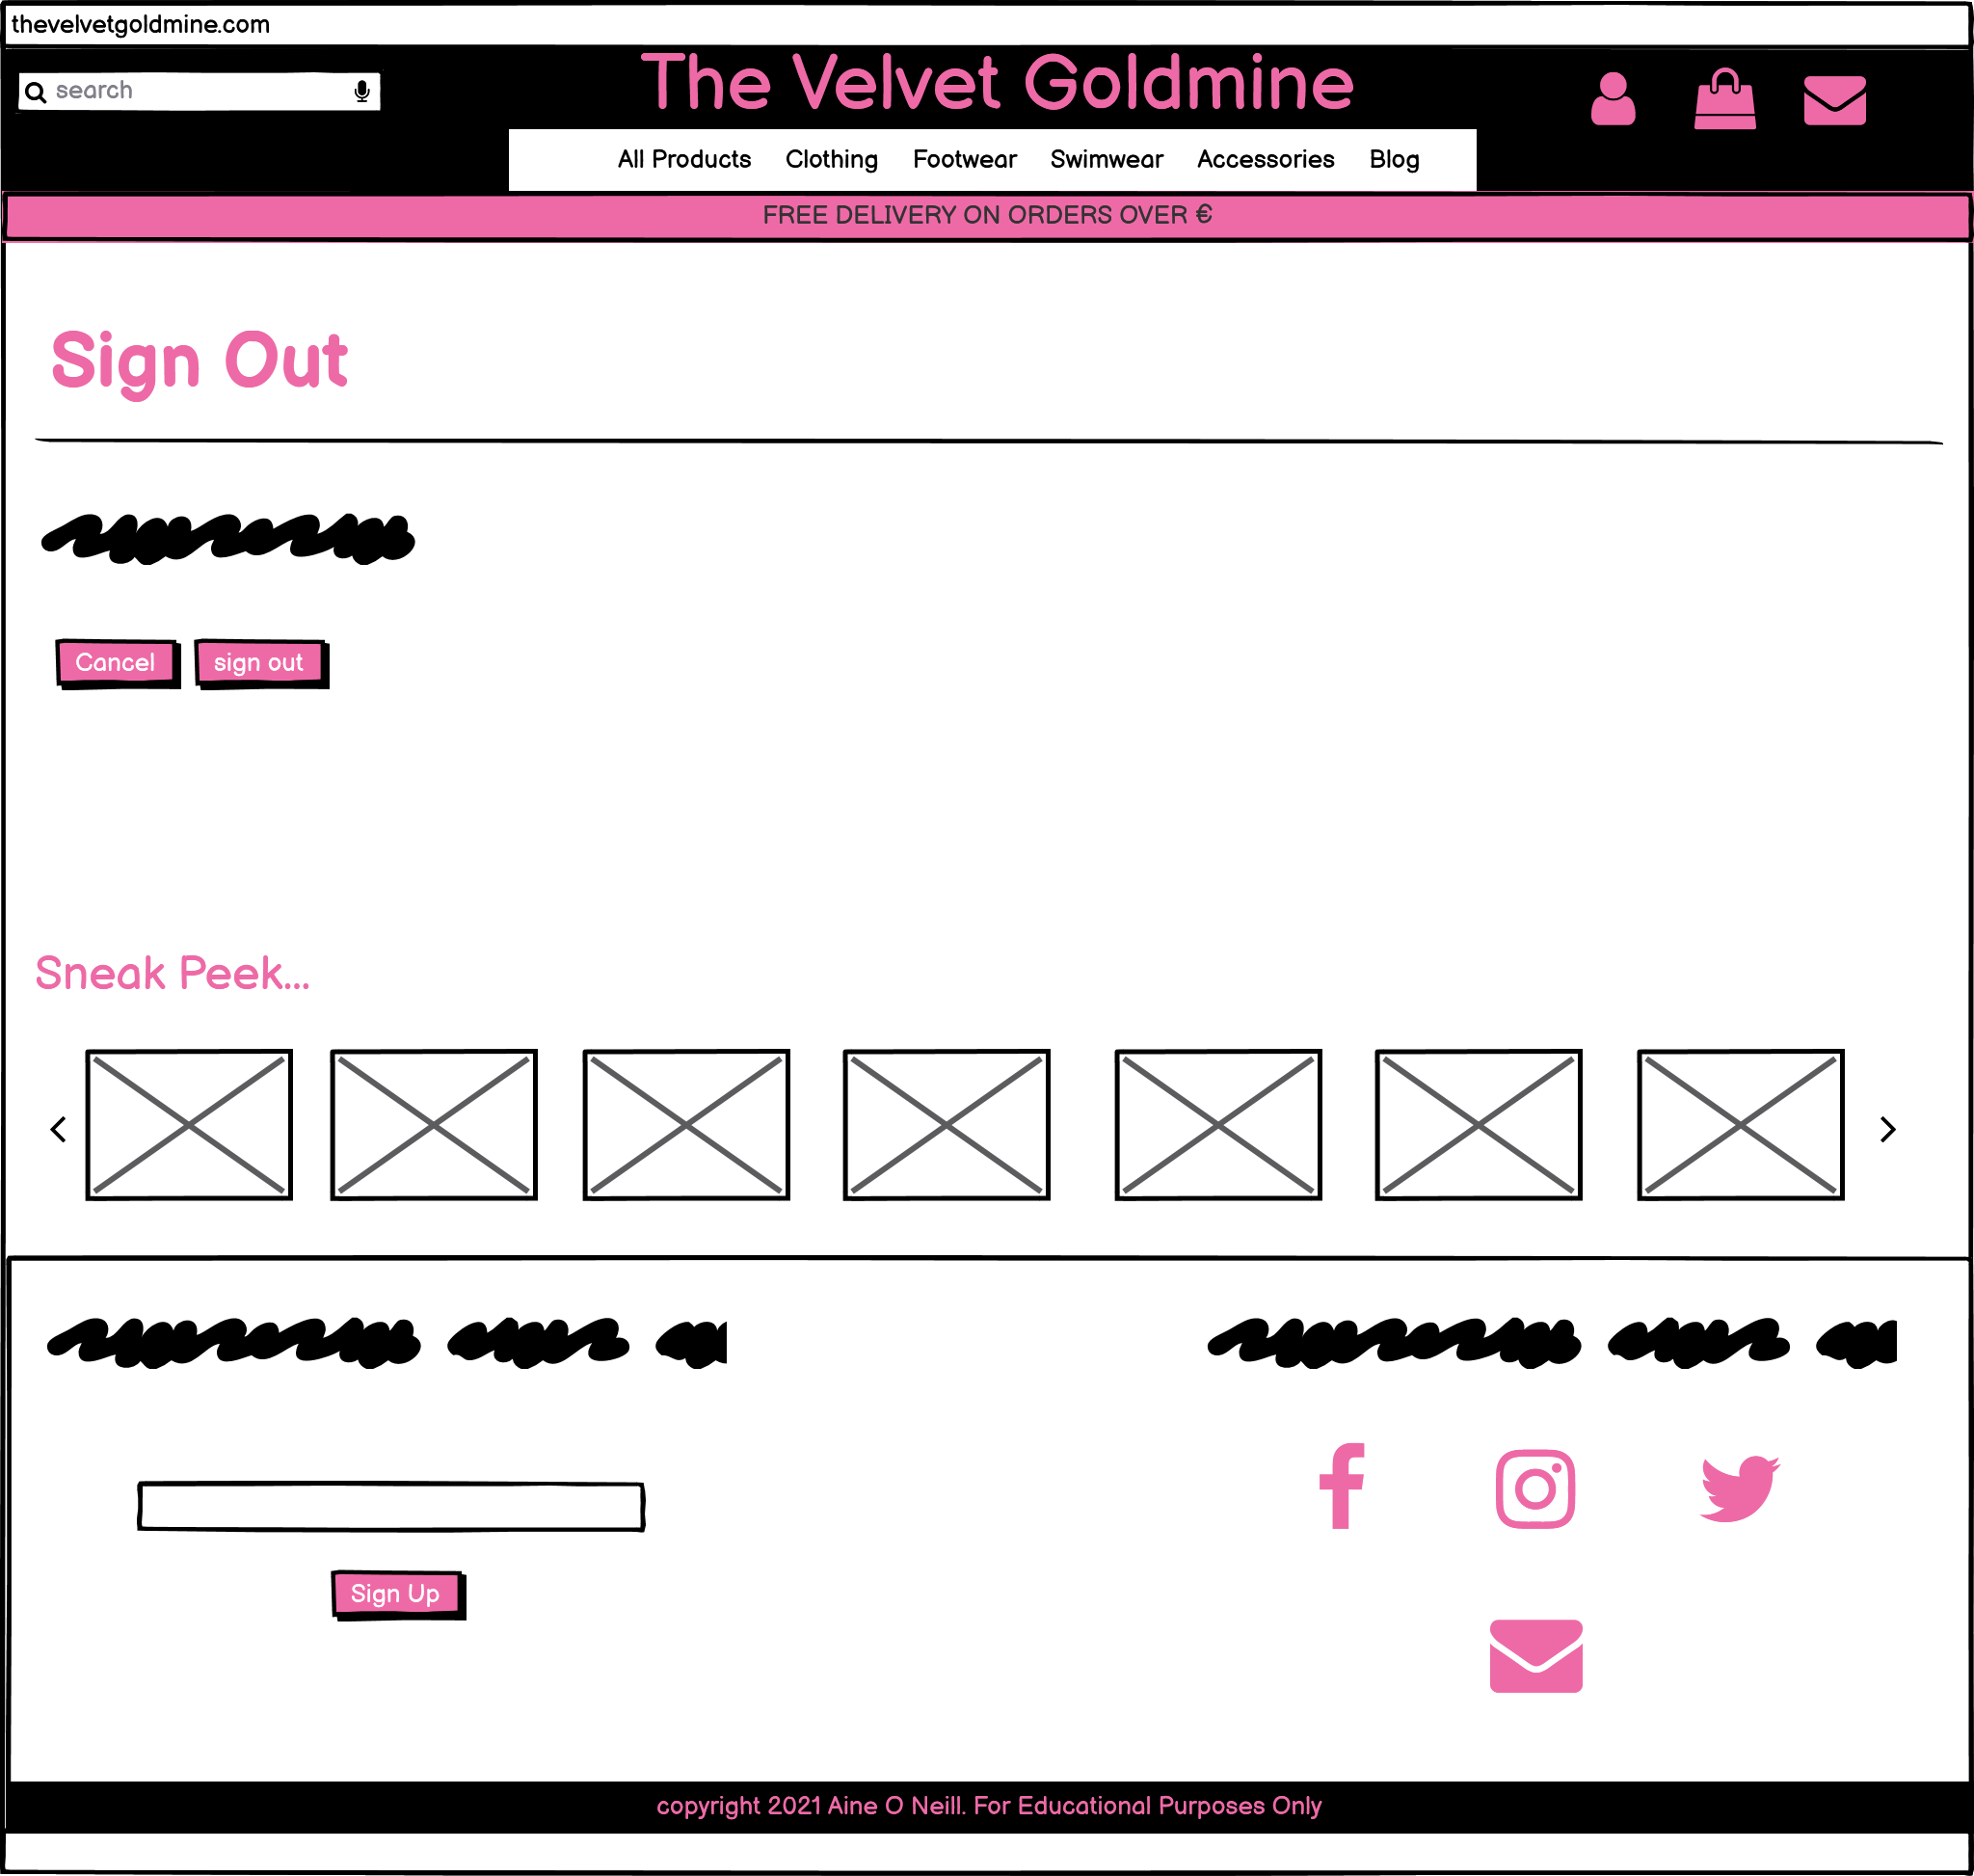 thevelvetgoldmine.com
search
The Velvet Goldmine
All Products Clothing Footwear Swimwear Accessories Blog
FREE DELIVERY ON ORDERS OVER €
Sign Out
Cancel sign out
Sneak Peek...
Sign Up
copyright 2021 Aine O Neill. For Educational Purposes Only